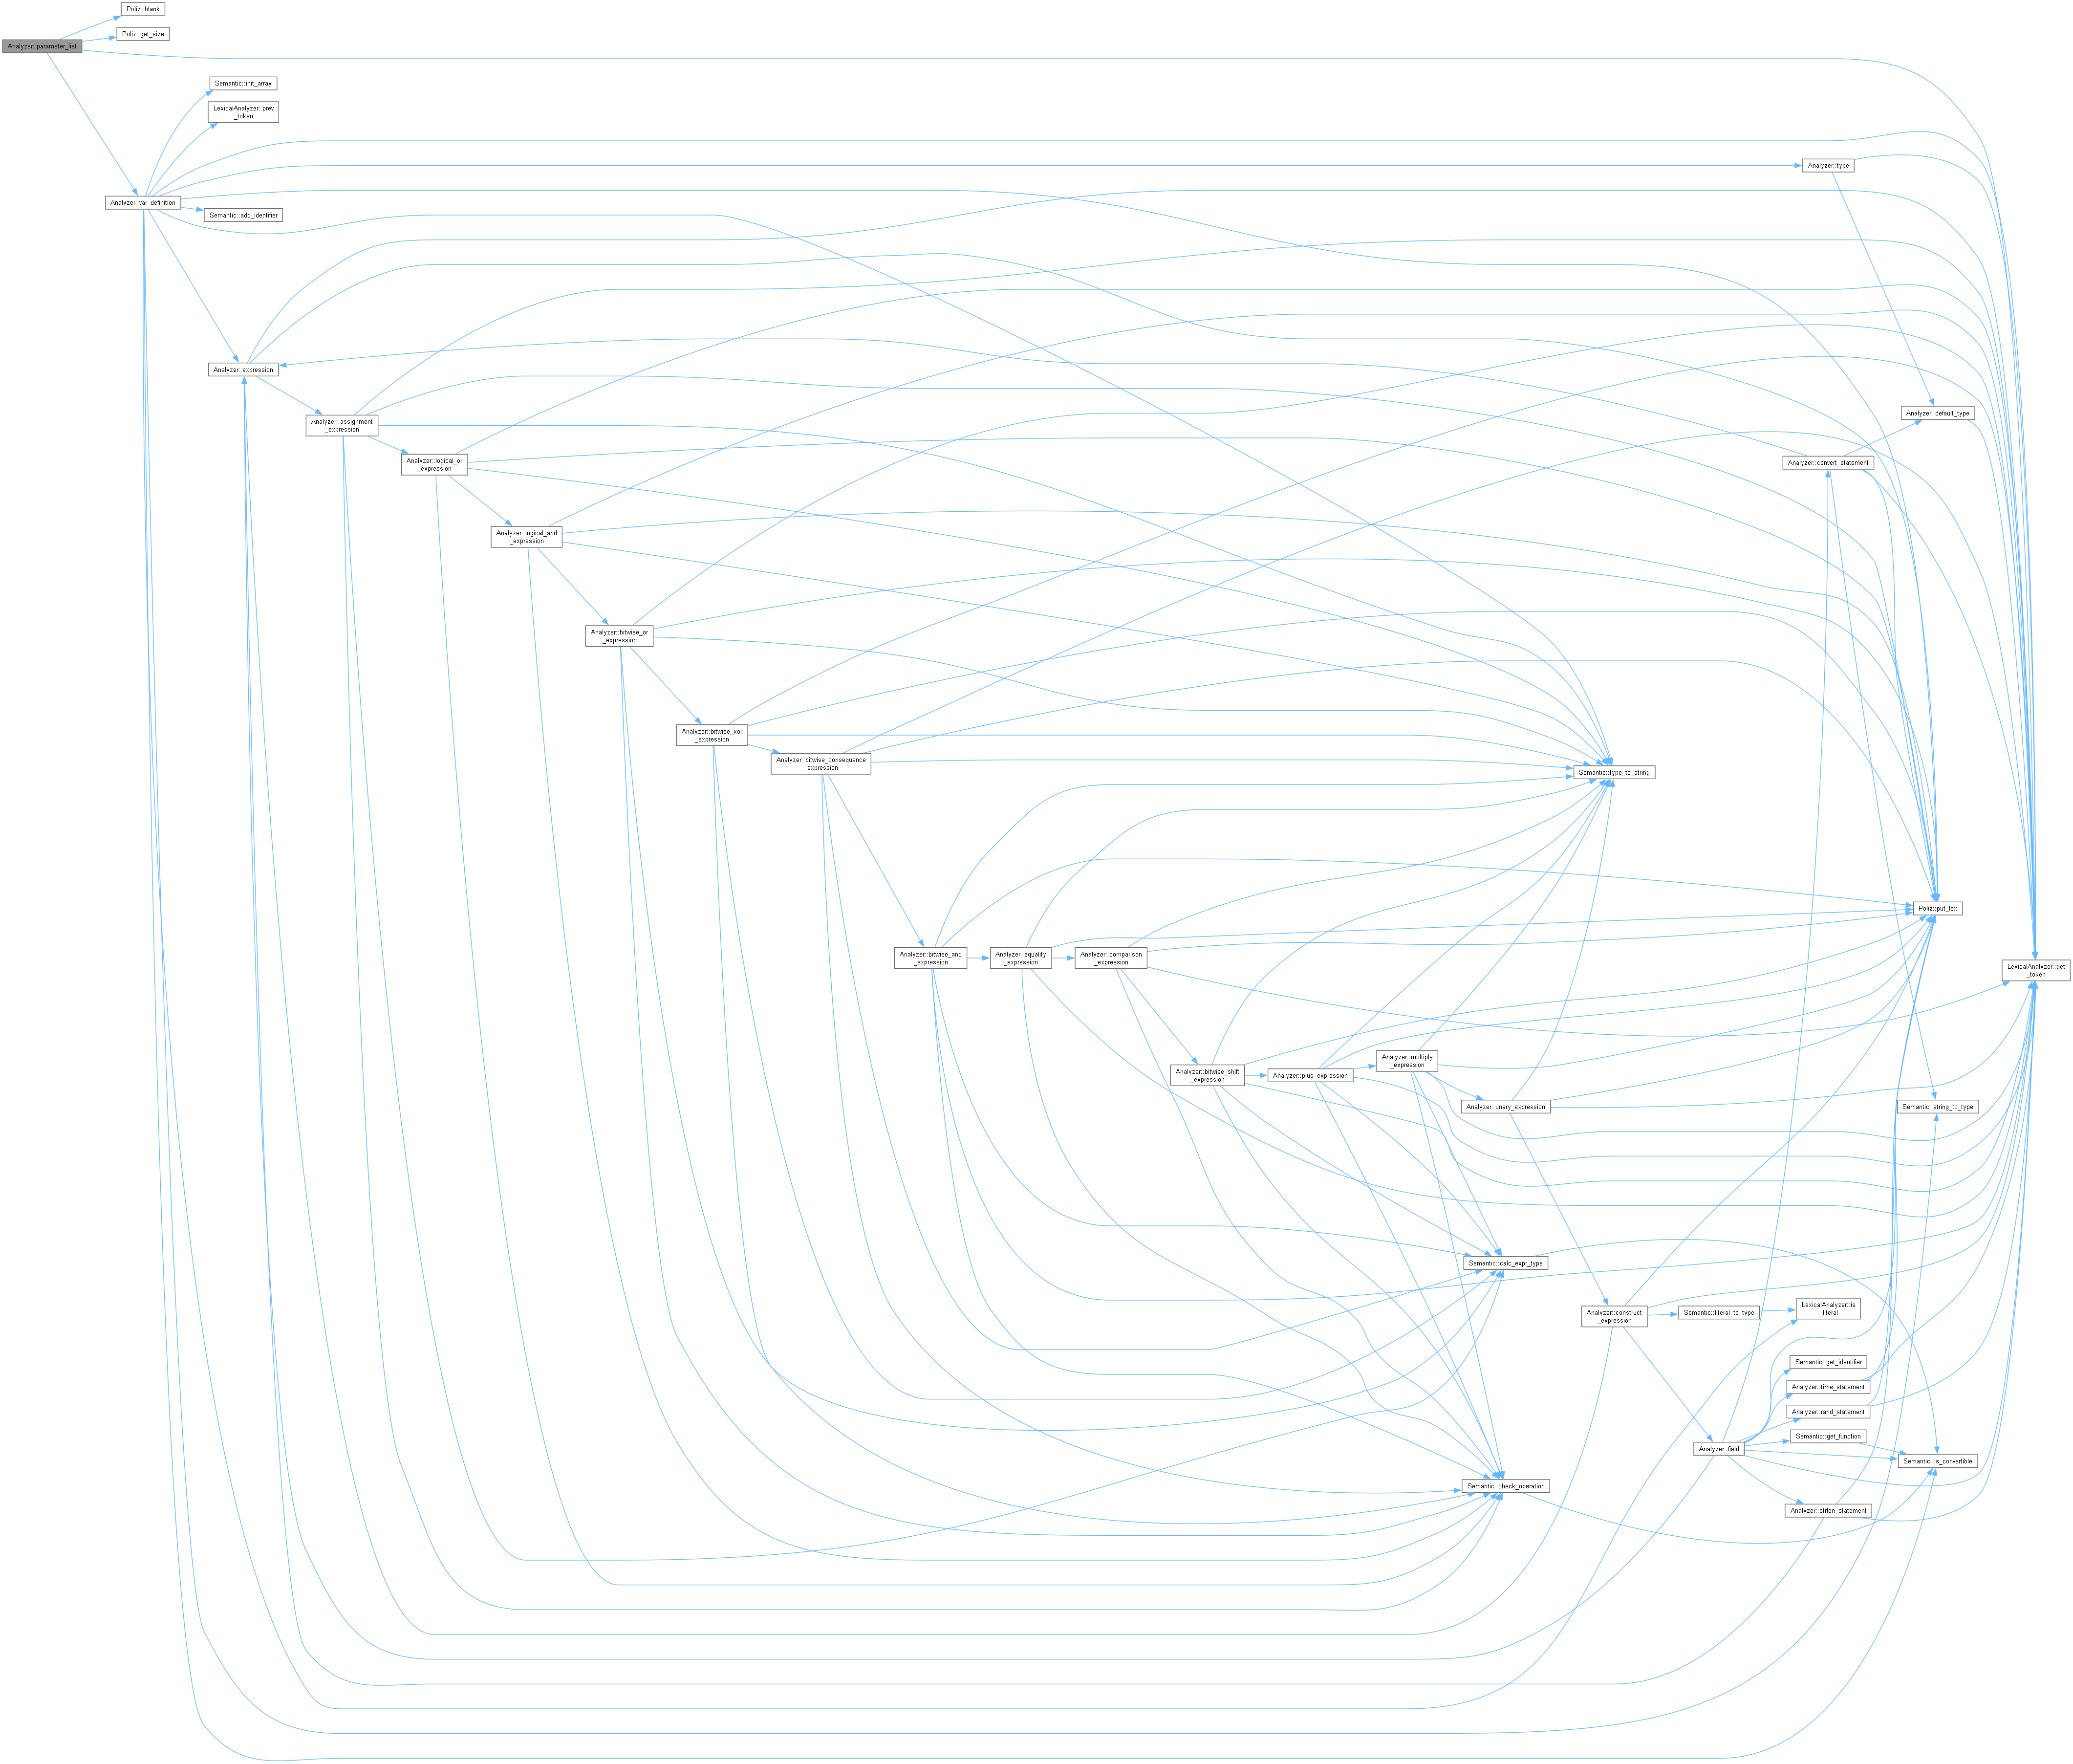 Poliz::blank
Poliz::get_size
Analyzer::parameter_list
Semantic::init_array
LexicalAnalyzer::prev
_token
Analyzer::type
Analyzer::var_definition
Semantic::add_identifier
Analyzer::expression
Analyzer::default_type
Analyzer::assignment
_expression
Analyzer::logical_or
_expression
Analyzer::convert_statement
Analyzer::logical_and
_expression
Analyzer::bitwise_or
_expression
Analyzer::bitwise_xor
_expression
Analyzer::bitwise_consequence
_expression
Semantic::type_to_string
Poliz::put_lex
Analyzer::bitwise_and
_expression
Analyzer::equality
_expression
Analyzer::comparison
_expression
LexicalAnalyzer::get
_token
Analyzer::multiply
_expression
Analyzer::bitwise_shift
_expression
Analyzer::plus_expression
Analyzer::unary_expression
Semantic::string_to_type
Semantic::calc_expr_type
Analyzer::construct
_expression
Semantic::literal_to_type
LexicalAnalyzer::is
_literal
Semantic::get_identifier
Analyzer::time_statement
Analyzer::rand_statement
Semantic::get_function
Analyzer::field
Semantic::is_convertible
Semantic::check_operation
Analyzer::strlen_statement